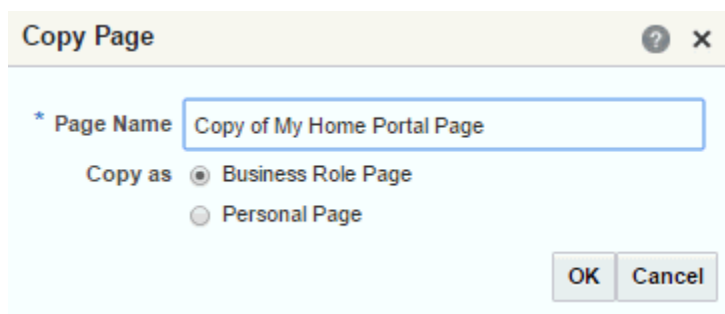 Copy Page
* Page Name Copy of My Home Portal Page
Copy as Business Role Page
Personal Page
OK Cancel